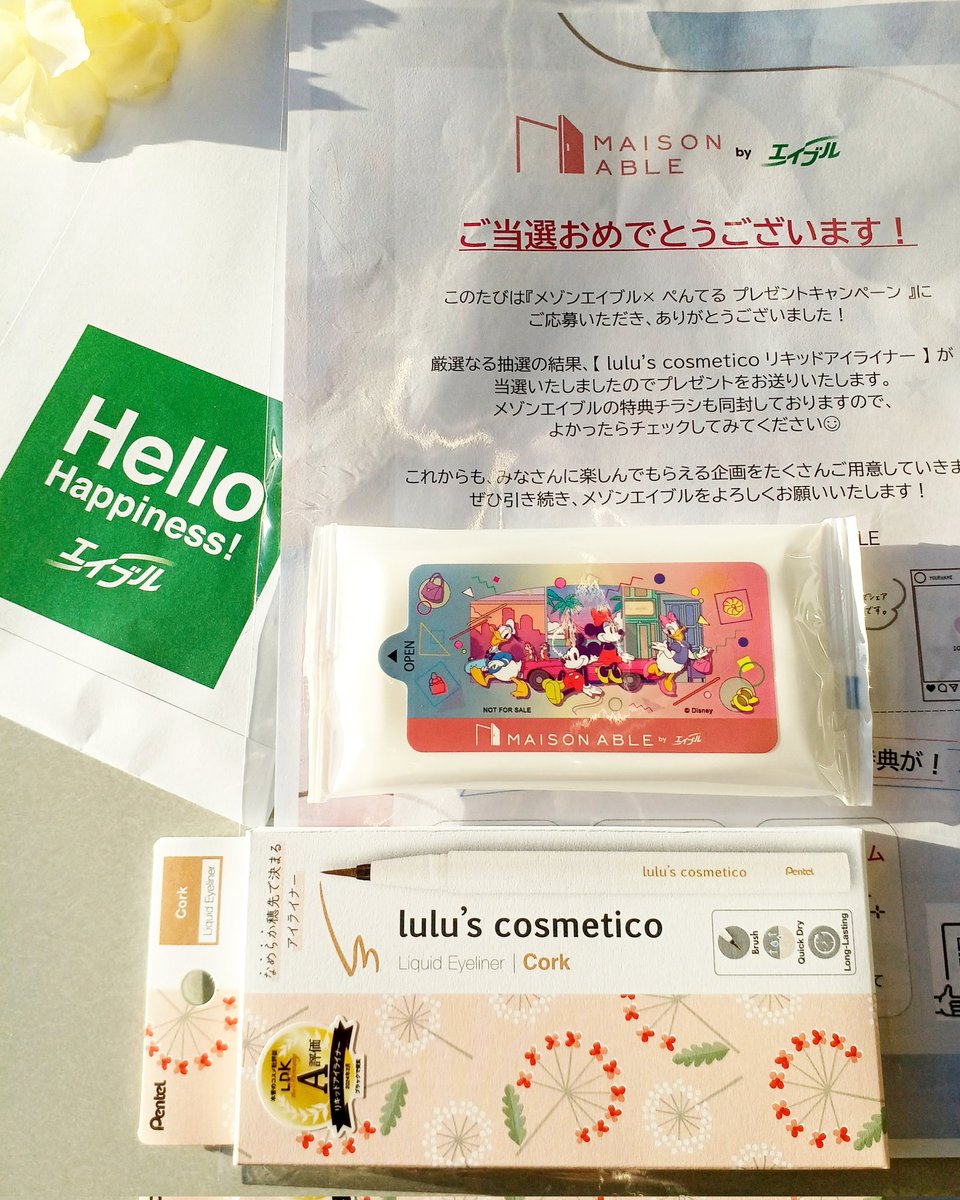 MAISON
ABLE
by エイブル
ご当選おめでとうございます！
このたびは『メゾンエイブル× ぺんてる プレゼントキャンペーン 』に
ご応募いただき、ありがとうございました！
厳選なる抽選の結果、【 lulu's cosmetico リキッドアイライナー 】 が
当選いたしましたのでプレゼントをお送りいたします。
メゾンエイブルの特典チラシも同封しておりますので、
よかったらチェックしてみてください
これからも、みなさんに楽しんでもらえる企画をたくさんご用意していきま
ぜひ引き続き、メゾンエイブルをよろしくお願いいたします！
LE
Hello
Happiness!
エイブル
YOURNAME
OPEN
NOT FOR SALE
© Disney
MAISON ABLE by エイブル
典が！
ム
Cork
Liquid Eyeliner
なめらか穂先で決まる
アイライナー
lulu's cosmetico
Pentel
lulu's cosmetico
Liquid Eyeliner | Cork
Brush
Quick Dry
Long-Lasting
LDK
A評価
リキッドアイライナー
Pentel